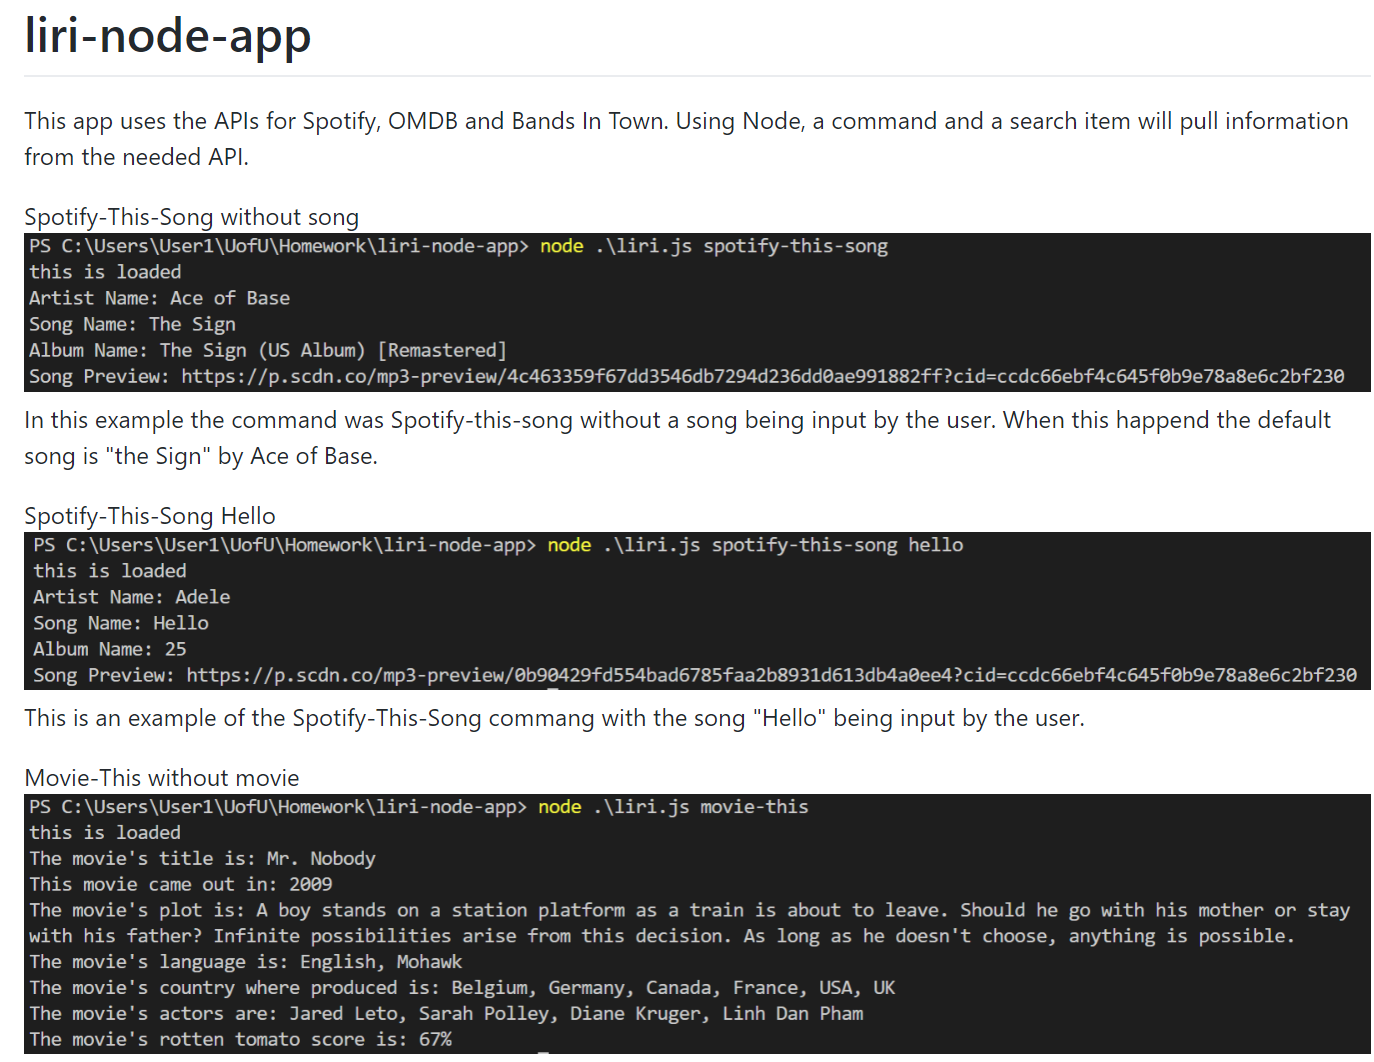 liri-node-app
This app uses the APIs for Spotify, OMDB and Bands In Town. Using Node, a command and a search item will pull information
from the needed API.
Spotify-This-Song without song
PS C:\Users\User1\UofU\Homework\liri-node-app> node .\liri.js spotify-this-song
this is loaded
Artist Name: Ace of Base
Song Name: The Sign
Album Name: The Sign (US Album) [Remastered]
Song Preview: https://p.scdn.co/mp3-preview/4c463359f67dd3546db7294d236dd0ae991882ff?cid=ccdc66ebf4c645f0b9e78a8e6c2bf230
In this example the command was Spotify-this-song without a song being input by the user. When this happend the default
song is "the Sign" by Ace of Base.
Spotify-This-Song Hello
PS C:\Users\User1\UofU\Homework\liri-node-app> node .\liri.js spotify-this-song hello
this is loaded
Artist Name: Adele
Song Name: Hello
Album Name: 25
Song Preview: https://p.scdn.co/mp3-preview/0b90429fd554bad6785faa2b8931d613db4a0ee4?cid=ccdc66ebf4c645f0b9e78a8e6c2bf230
This is an example of the Spotify-This-Song commang with the song "Hello" being input by the user.
Movie-This without movie
PS C:\Users\User1\UofU\Homework\liri-node-app> node .\liri.js movie-this
this is loaded
The movie's title is: Mr. Nobody
This movie came out in: 2009
The movie's plot is: A boy stands on a station platform as a train is about to leave. Should he go with his mother or stay
with his father? Infinite possibilities arise from this decision. As long as he doesn't choose, anything is possible.
The movie's language is: English, Mohawk
The movie's country where produced is: Belgium, Germany, Canada, France, USA, UK
The movie's actors are: Jared Leto, Sarah Polley, Diane Kruger, Linh Dan Pham
The movie's rotten tomato score is: 67%